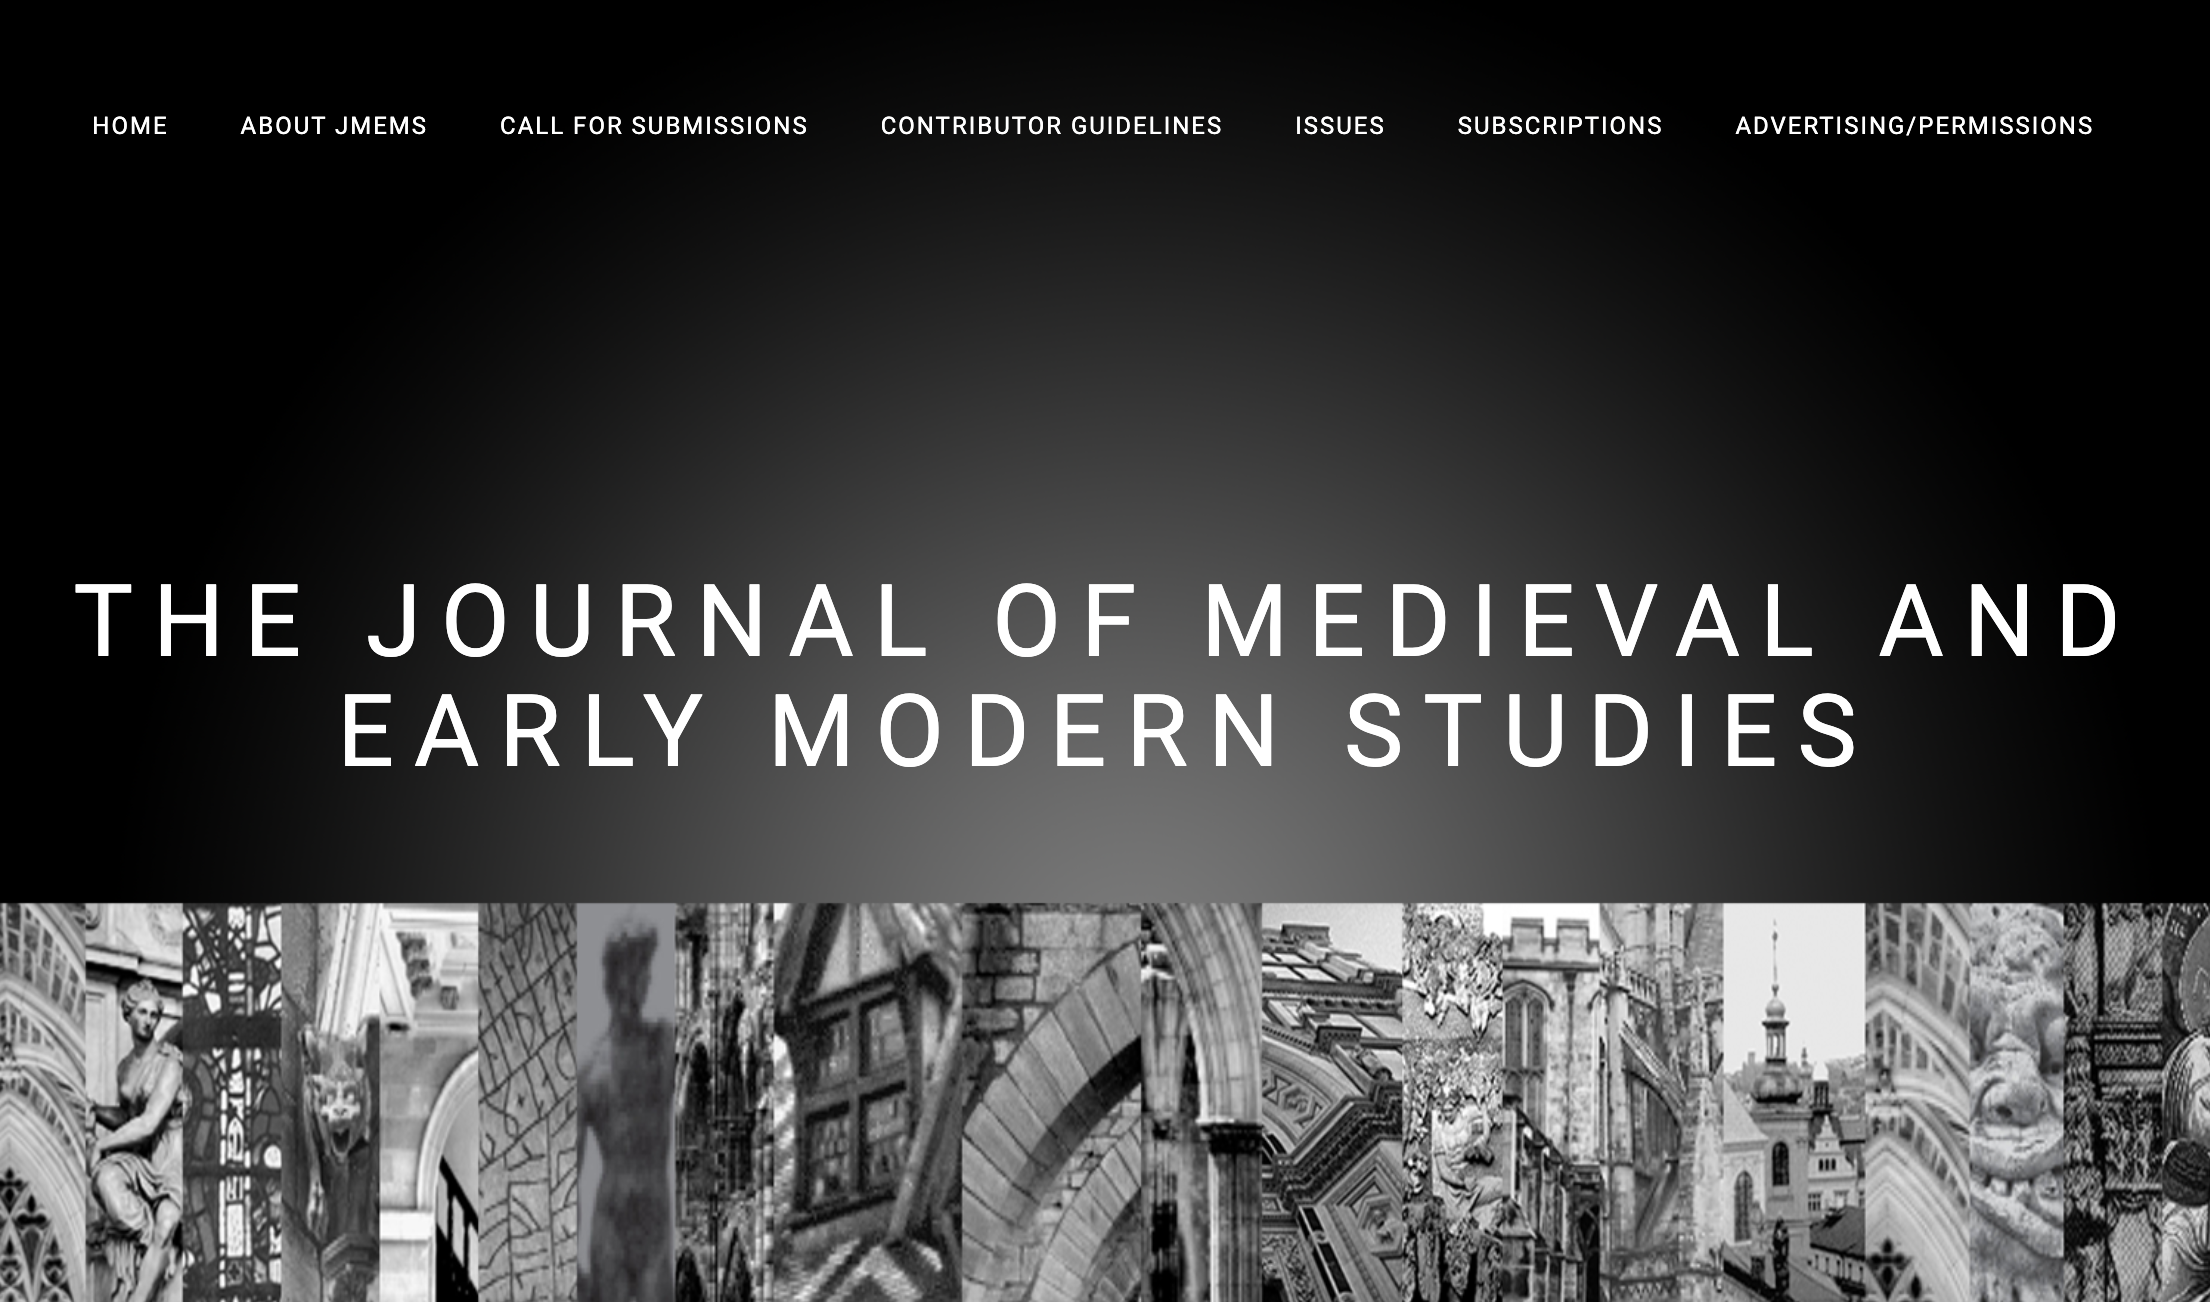 HOME ABOUT JMEMS CALL FOR SUBMISSIONS CONTRIBUTOR GUIDELINES ISSUES SUBSCRIPTIONS ADVERTISING/PERMISSIONS
THE JOURNAL OF MEDIEVAL AND
EARLY MODERN STUDIES